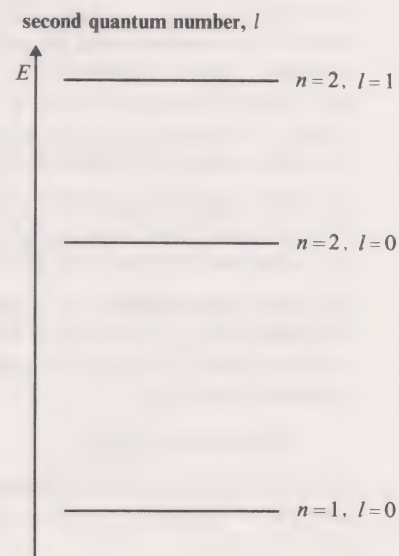 second quantum number, l
E
n=2, l=1
n=2, l=0
n=1, l=0